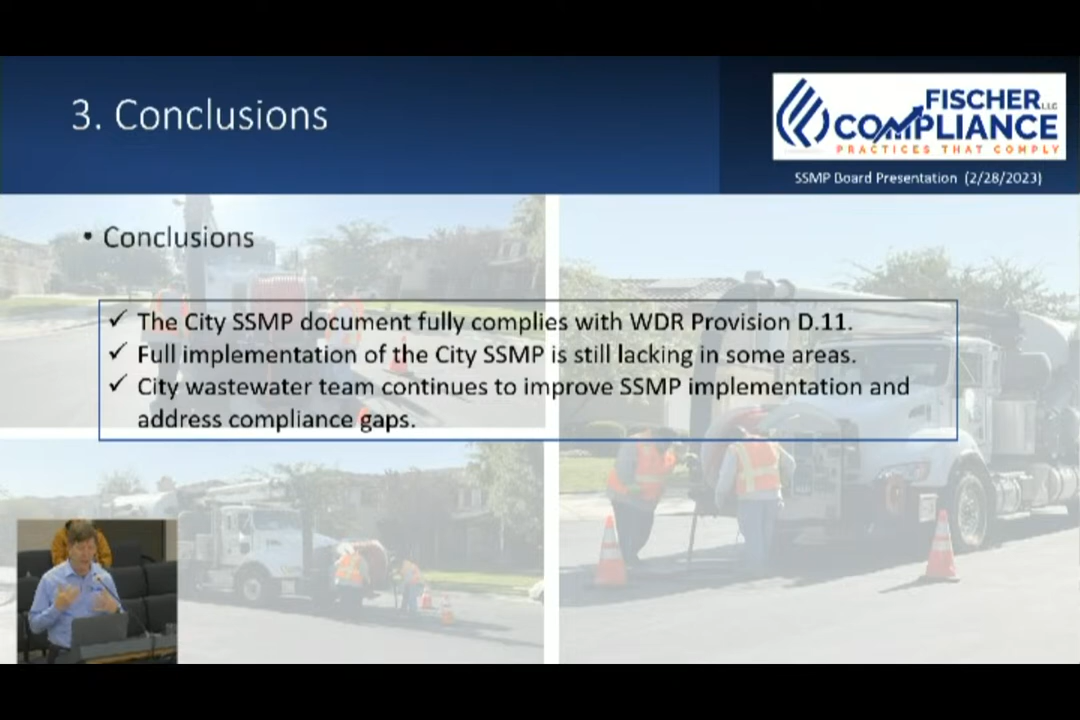 3. Conclusions
FISCHER LLC
COMPLIANCE
PRACTICES THAT COMPLY
SSMP Board Presentation (2/28/2023)
• Conclusions
✓ The City SSMP document fully complies with WDR Provision D.11.
✓ Full implementation of the City SSMP is still lacking in some areas.
✓ City wastewater team continues to improve SSMP implementation and
address compliance gaps.